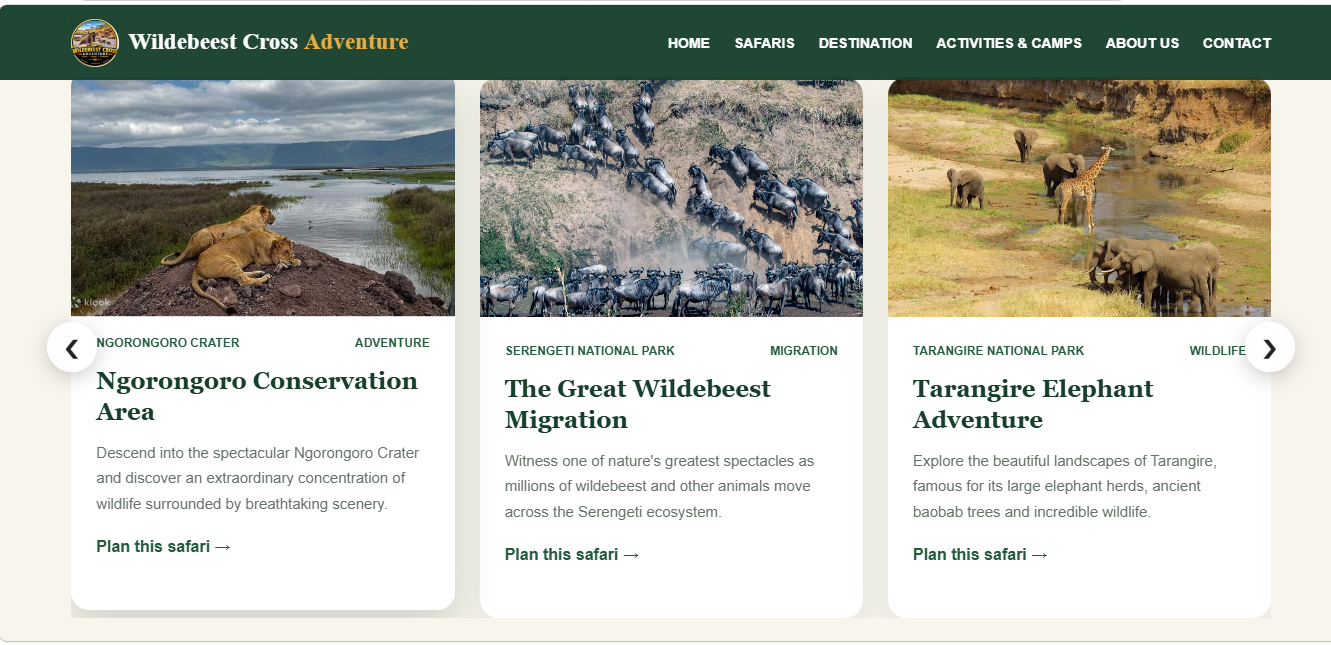 Wildebeest Cross Adventure
HOME SAFARIS DESTINATION ACTIVITIES & CAMPS ABOUT US CONTACT
klook
NGORONGORO CRATER ADVENTURE
Ngorongoro Conservation
Area
Descend into the spectacular Ngorongoro Crater
and discover an extraordinary concentration of
wildlife surrounded by breathtaking scenery.
Plan this safari →
SERENGETI NATIONAL PARK MIGRATION
The Great Wildebeest
Migration
Witness one of nature's greatest spectacles as
millions of wildebeest and other animals move
across the Serengeti ecosystem.
Plan this safari →
TARANGIRE NATIONAL PARK WILDLIFE
Tarangire Elephant
Adventure
Explore the beautiful landscapes of Tarangire,
famous for its large elephant herds, ancient
baobab trees and incredible wildlife.
Plan this safari →